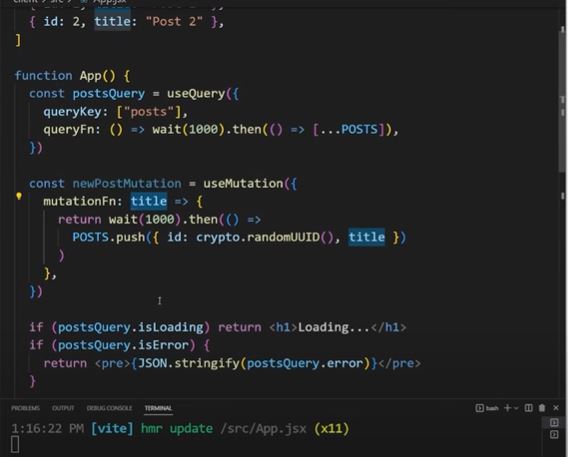 App.jsx
{ id: 2, title: "Post 2" },
]
function App() {
const postsQuery = useQuery({
queryKey: ["posts"],
queryFn: () => wait(1000).then(() => [...POSTS]),
})
const newPostMutation = useMutation({
mutationFn: title => {
return wait(1000).then(() =>
POSTS.push({ id: crypto.randomUUID(), title })
)
},
})
if (postsQuery.isLoading) return <h1>Loading...</h1>
if (postsQuery.isError) {
return <pre>{JSON.stringify(postsQuery.error)}</pre>
}
PROBLEMS OUTPUT DEBUG CONSOLE TERMINAL bash
1:16:22 PM [vite] hmr update /src/App.jsx (x11)